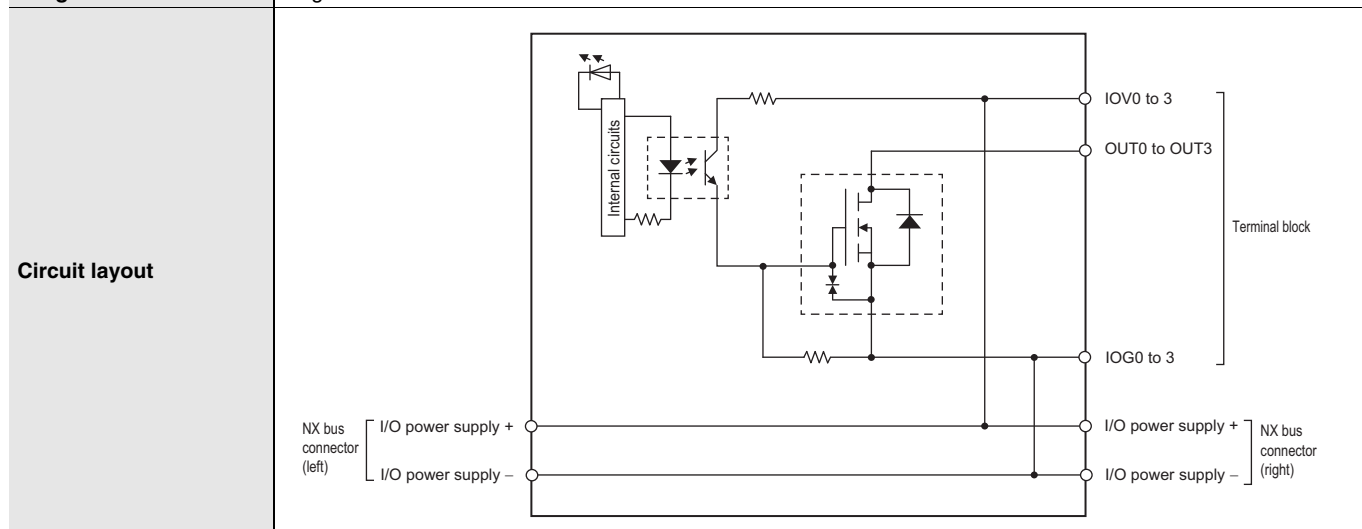 Circuit layout
Internal circuits
IOV0 to 3
OUT0 to OUT3
Terminal block
IOG0 to 3
NX bus
connector
(left)
I/O power supply +
I/O power supply –
I/O power supply +
I/O power supply –
NX bus
connector
(right)